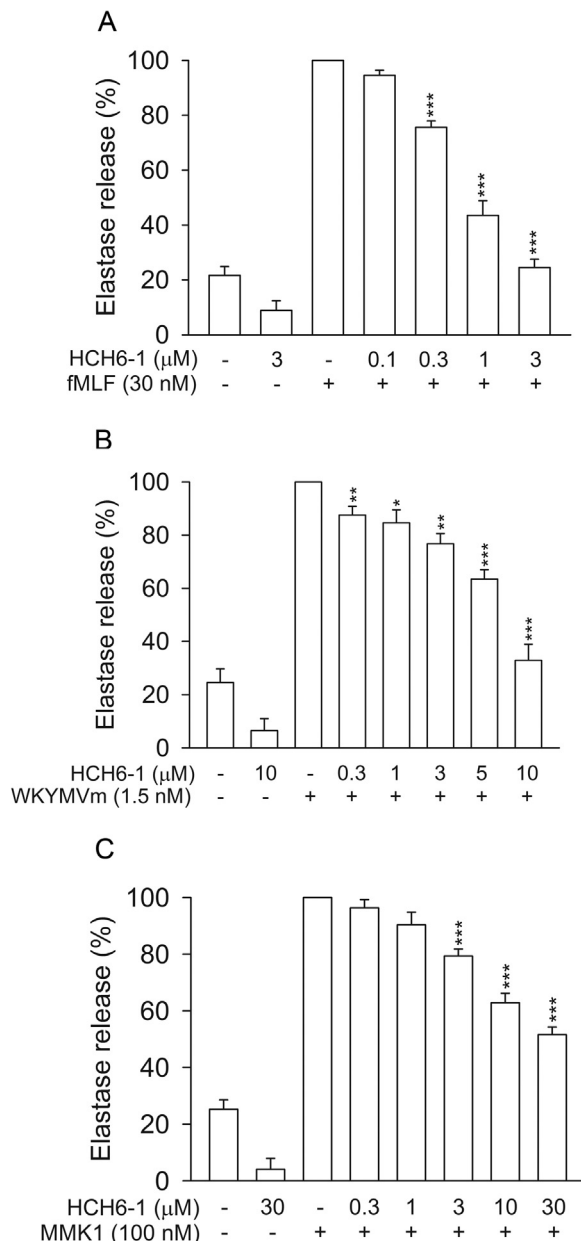 A
Elastase release (%)
100
80
60
40
20
0
***
***
***
HCH6-1 (μM) - 3 - 0.1 0.3 1 3
fMLF (30 nM) - - + + + + +
B
Elastase release (%)
100
80
60
40
20
0
**
*
**
***
***
HCH6-1 (μM) - 10 - 0.3 1 3 5 10
WKYMVm (1.5 nM) - - + + + + + +
C
Elastase release (%)
100
80
60
40
20
0
***
***
***
HCH6-1 (μM) - 30 - 0.3 1 3 10 30
MMK1 (100 nM) - - + + + + + +